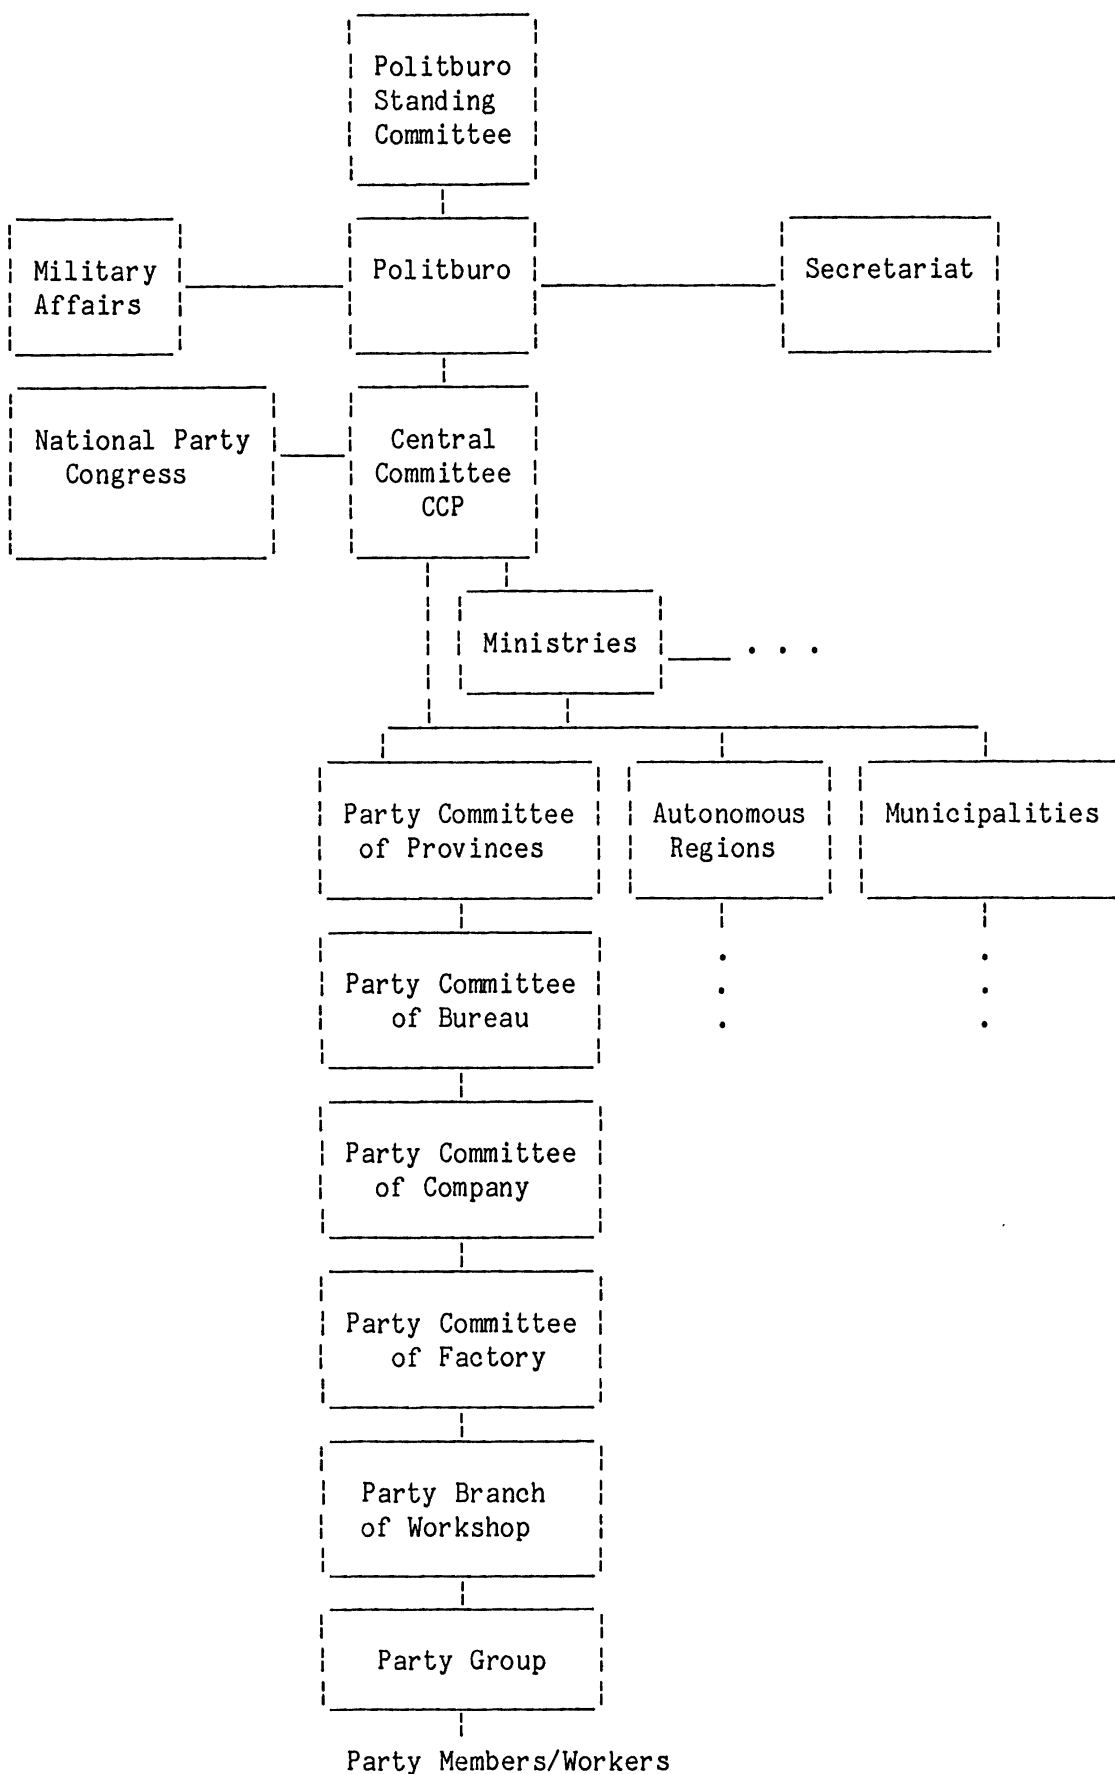 Politburo
Standing
Committee
Military
Affairs
Politburo
Secretariat
National Party
Congress
Central
Committee
CCP
Ministries
. . .
Party Committee
of Provinces
Autonomous
Regions
Municipalities
Party Committee
of Bureau
Party Committee
of Company
Party Committee
of Factory
Party Branch
of Workshop
Party Group
Party Members/Workers